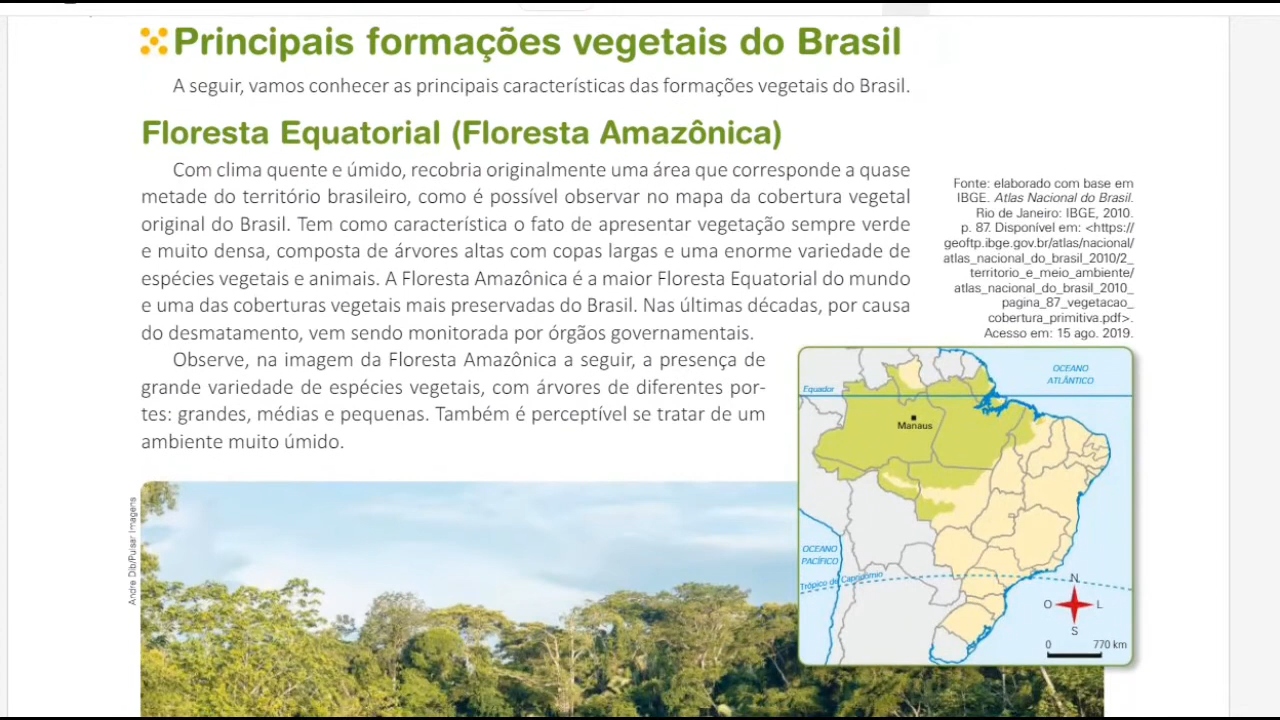 Principais formações vegetais do Brasil
A seguir, vamos conhecer as principais características das formações vegetais do Brasil.
Floresta Equatorial (Floresta Amazônica)
Com clima quente e úmido, recobria originalmente uma área que corresponde a quase
metade do território brasileiro, como é possível observar no mapa da cobertura vegetal
original do Brasil. Tem como característica o fato de apresentar vegetação sempre verde
e muito densa, composta de árvores altas com copas largas e uma enorme variedade de
espécies vegetais e animais. A Floresta Amazônica é a maior Floresta Equatorial do mundo
e uma das coberturas vegetais mais preservadas do Brasil. Nas últimas décadas, por causa
do desmatamento, vem sendo monitorada por órgãos governamentais.
Observe, na imagem da Floresta Amazônica a seguir, a presença de
grande variedade de espécies vegetais, com árvores de diferentes por-
tes: grandes, médias e pequenas. Também é perceptível se tratar de um
ambiente muito úmido.
Fonte: elaborado com base em
IBGE. Atlas Nacional do Brasil.
Rio de Janeiro: IBGE, 2010.
p. 87. Disponível em: <https://
geoftp.ibge.gov.br/atlas/nacional/
atlas_nacional_do_brasil_2010/2_
territorio_e_meio_ambiente/
atlas_nacional_do_brasil_2010_
pagina_87_vegetacao_
cobertura_primitiva.pdf>.
Acesso em: 15 ago. 2019.
OCEANO
ATLÂNTICO
Equador
Manaus
OCEANO
PACÍFICO
Trópico de Capricórnio
N
O
L
S
0
770 km
Andre Dib/Pulsar Imagens